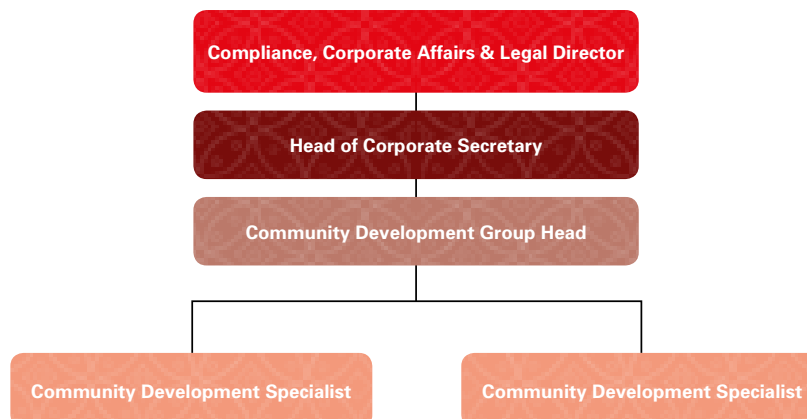 Compliance, Corporate Affairs & Legal Director
Head of Corporate Secretary
Community Development Group Head
Community Development Specialist
Community Development Specialist